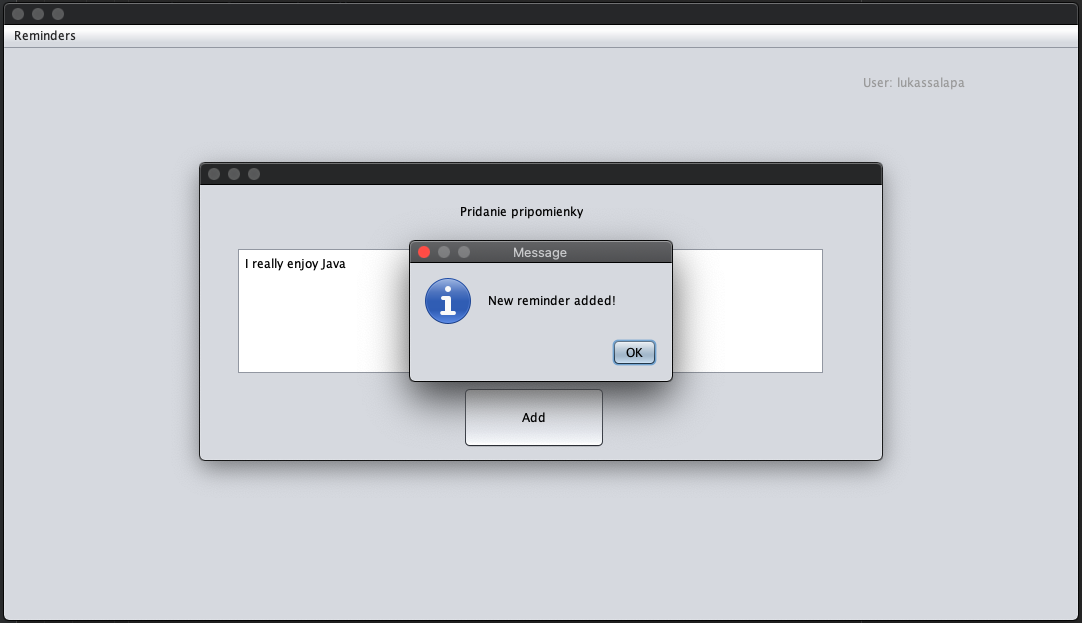 Reminders
User: lukassalapa
Pridanie pripomienky
I really enjoy Java
Message
New reminder added!
OK
Add